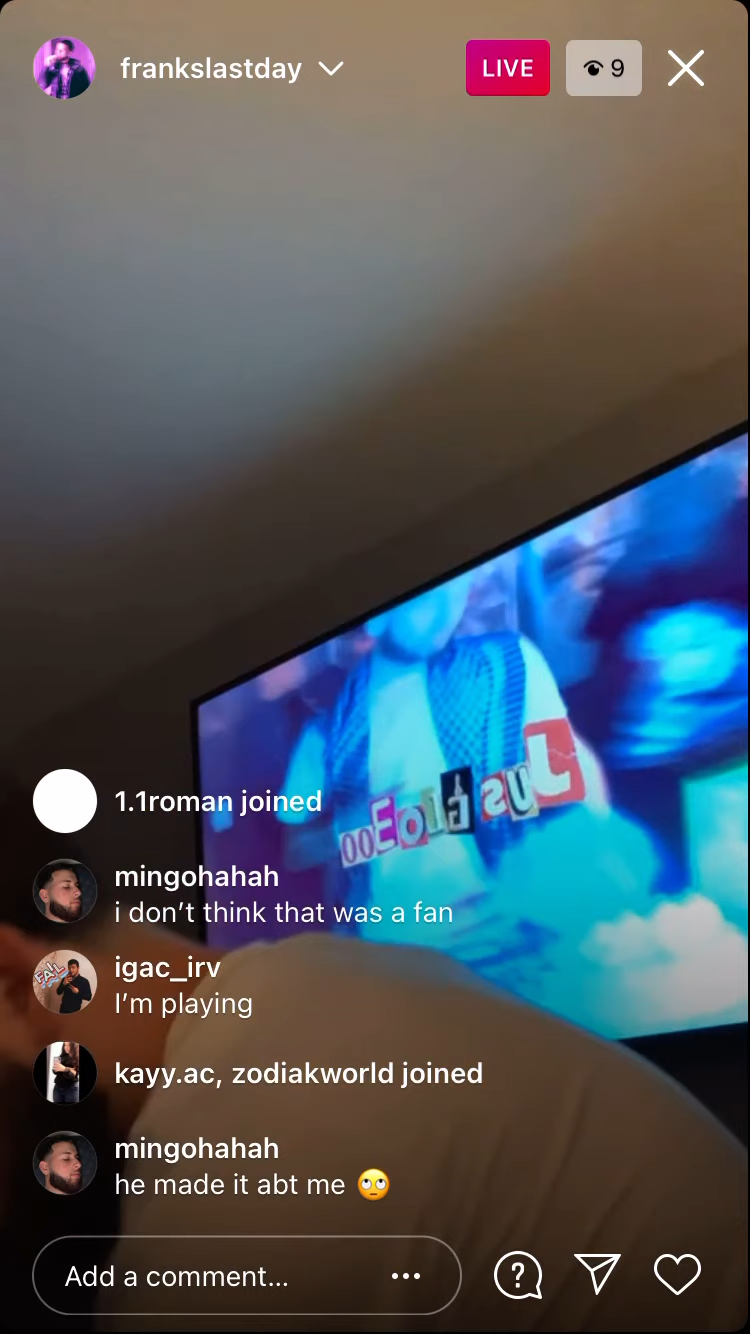 frankslastday
LIVE
9
1.1roman joined
mingohahah
i don’t think that was a fan
FAIL
igac_irv
I’m playing
kayy.ac, zodiakworld joined
mingohahah
he made it abt me 🙄
Add a comment...